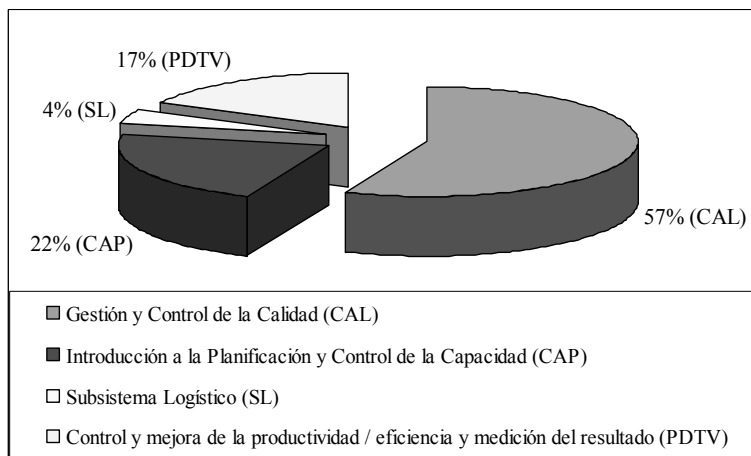 17% (PDTV)
4% (SL)
57% (CAL)
22% (CAP)
Gestión y Control de la Calidad (CAL)
Introducción a la Planificación y Control de la Capacidad (CAP)
Subsistema Logístico (SL)
Control y mejora de la productividad / eficiencia y medición del resultado (PDTV)